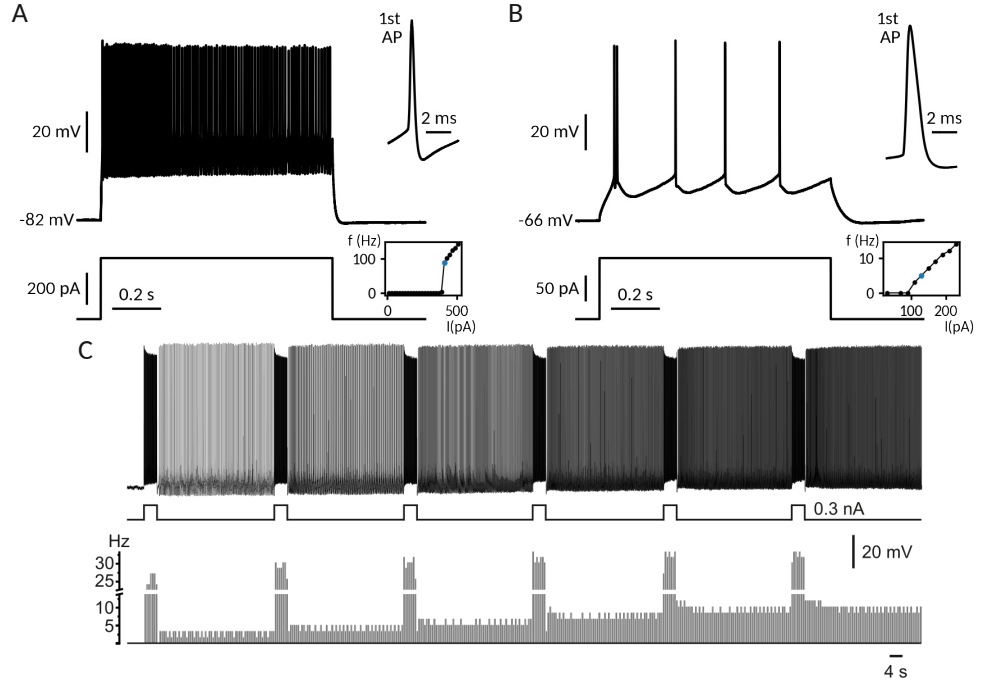 A
1st
AP
2 ms
20 mV
-82 mV
f (Hz)
100
0
0
500
I(pA)
200 pA
0.2 s
B
1st
AP
2 ms
20 mV
-66 mV
f (Hz)
10
0
100
200
I(pA)
50 pA
0.2 s
C
0.3 nA
Hz
30
25
10
5
20 mV
4 s